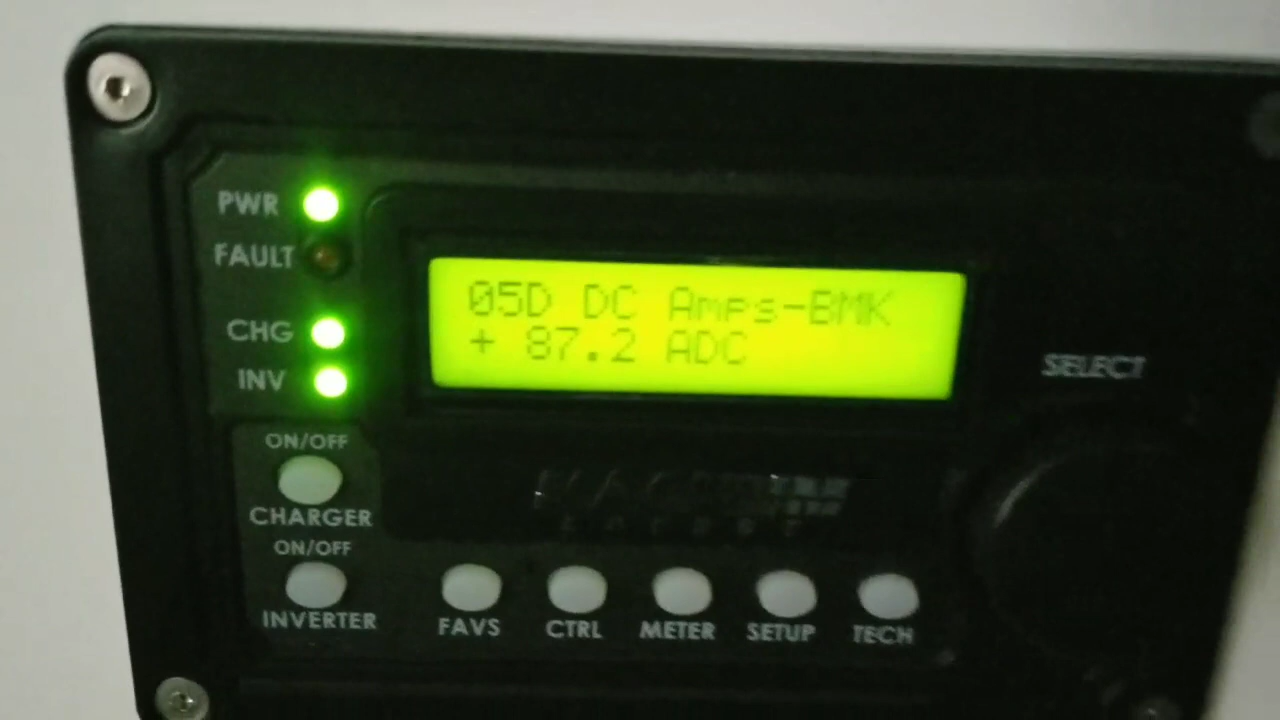 PWR
FAULT
CHG
INV
05D DC Amps-BMK
+ 87.2 ADC
SELECT
ON/OFF
CHARGER
ON/OFF
INVERTER
FAVS
CTRL
METER
SETUP
TECH